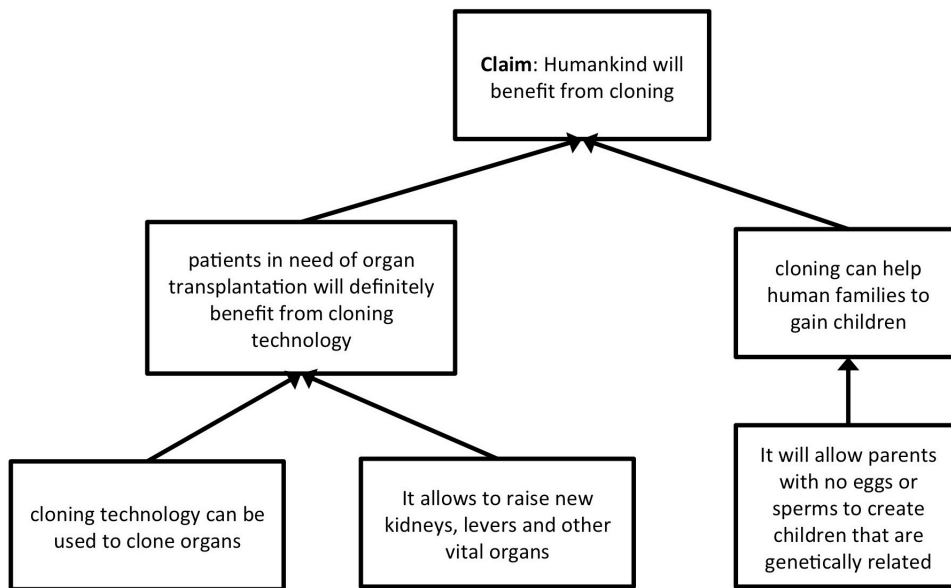 Claim: Humankind will
benefit from cloning
patients in need of organ
transplantation will definitely
benefit from cloning
technology
cloning can help
human families to
gain children
cloning technology can be
used to clone organs
It allows to raise new
kidneys, levers and other
vital organs
It will allow parents
with no eggs or
sperms to create
children that are
genetically related